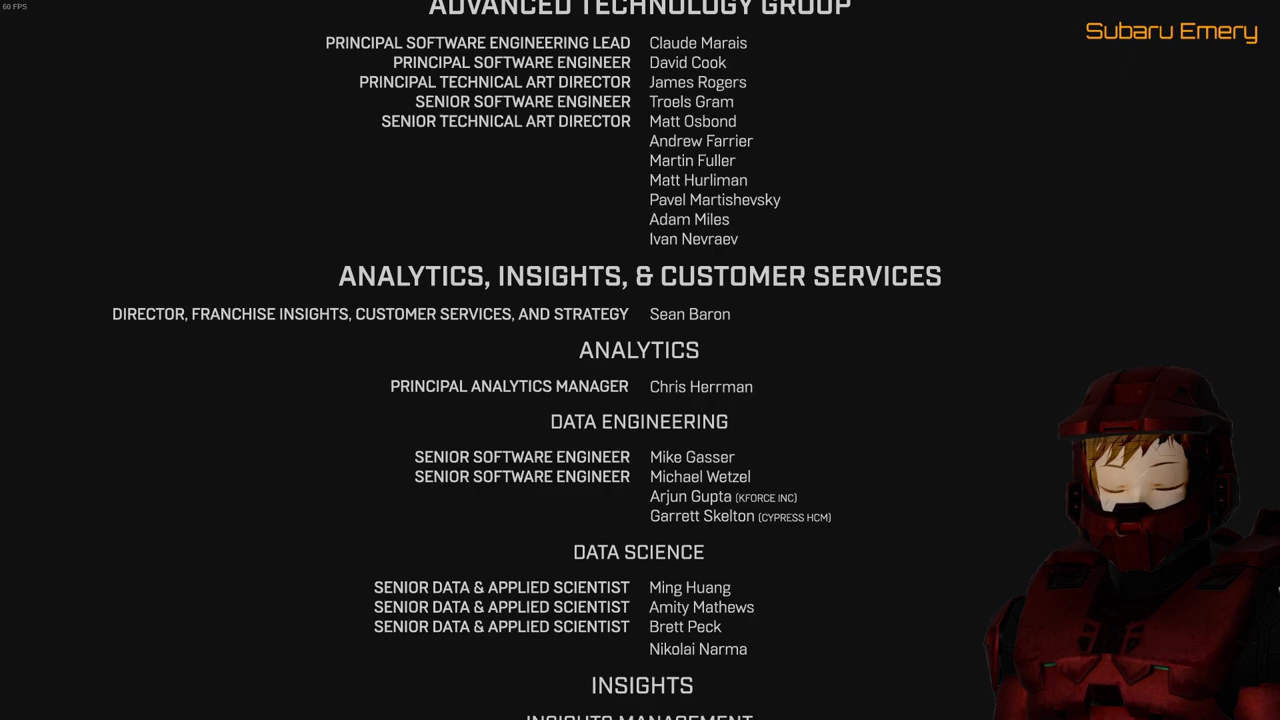 60 FPS
ADVANCED TECHNOLOGY GROUP
Subaru Emery
PRINCIPAL SOFTWARE ENGINEERING LEAD Claude Marais
PRINCIPAL SOFTWARE ENGINEER David Cook
PRINCIPAL TECHNICAL ART DIRECTOR James Rogers
SENIOR SOFTWARE ENGINEER Troels Gram
SENIOR TECHNICAL ART DIRECTOR Matt Osbond
Andrew Farrier
Martin Fuller
Matt Hurliman
Pavel Martishevsky
Adam Miles
Ivan Nevraev
ANALYTICS, INSIGHTS, & CUSTOMER SERVICES
DIRECTOR, FRANCHISE INSIGHTS, CUSTOMER SERVICES, AND STRATEGY Sean Baron
ANALYTICS
PRINCIPAL ANALYTICS MANAGER Chris Herrman
DATA ENGINEERING
SENIOR SOFTWARE ENGINEER Mike Gasser
SENIOR SOFTWARE ENGINEER Michael Wetzel
Arjun Gupta (KFORCE INC)
Garrett Skelton (CYPRESS HCM)
DATA SCIENCE
SENIOR DATA & APPLIED SCIENTIST Ming Huang
SENIOR DATA & APPLIED SCIENTIST Amity Mathews
SENIOR DATA & APPLIED SCIENTIST Brett Peck
Nikolai Narma
INSIGHTS
INSIGHTS MANAGEMENT